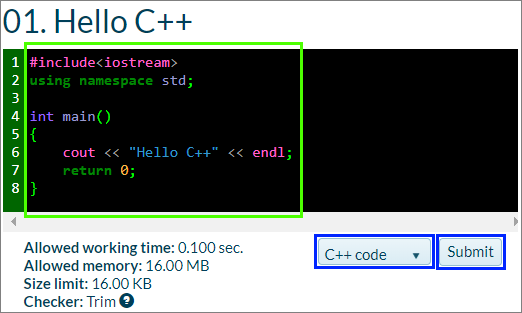 01. Hello C++
1 #include<iostream>
2 using namespace std;
3
4 int main()
5 {
6     cout << "Hello C++" << endl;
7     return 0;
8 }
Allowed working time: 0.100 sec.
Allowed memory: 16.00 MB
Size limit: 16.00 KB
Checker: Trim ?
C++ code ▼ Submit